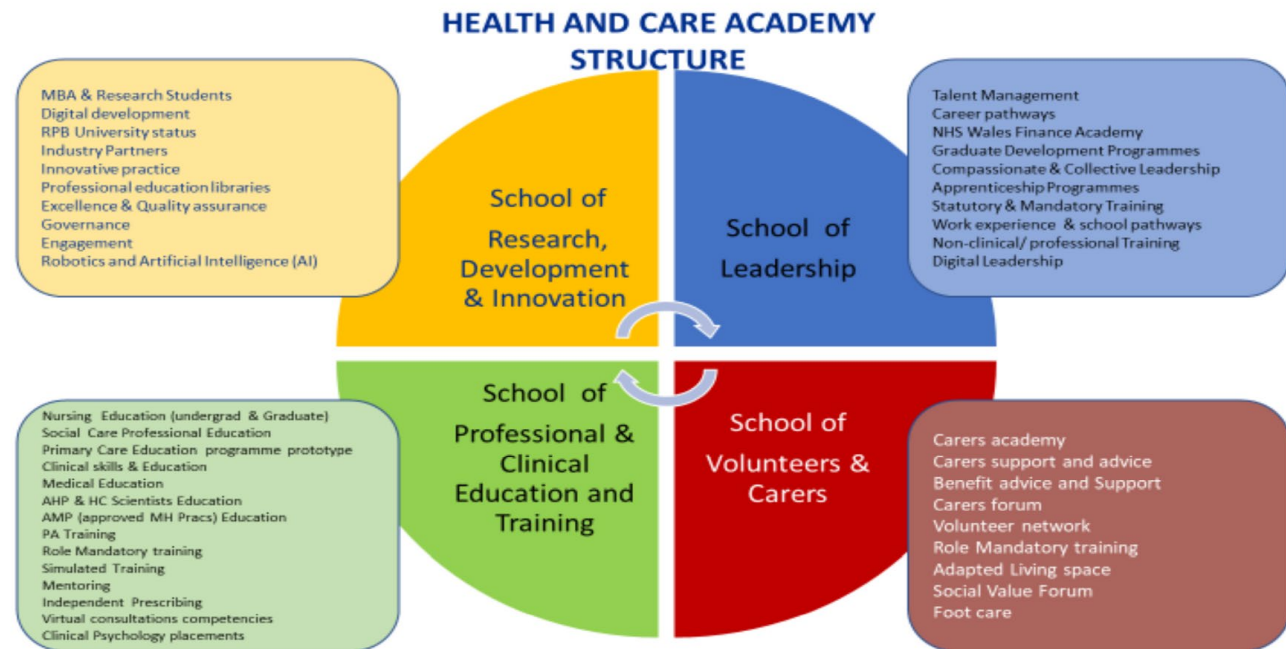 HEALTH AND CARE ACADEMY
STRUCTURE
MBA & Research Students
Digital development
RPB University status
Industry Partners
Innovative practice
Professional education libraries
Excellence & Quality assurance
Governance
Engagement
Robotics and Artificial Intelligence (AI)
School of
Research,
Development
& Innovation
School of
Leadership
Talent Management
Career pathways
NHS Wales Finance Academy
Graduate Development Programmes
Compassionate & Collective Leadership
Apprenticeship Programmes
Statutory & Mandatory Training
Work experience & school pathways
Non-clinical/ professional Training
Digital Leadership
Nursing Education (undergrad & Graduate)
Social Care Professional Education
Primary Care Education programme prototype
Clinical skills & Education
Medical Education
AHP & HC Scientists Education
AMP (approved MH Pracs) Education
PA Training
Role Mandatory training
Simulated Training
Mentoring
Independent Prescribing
Virtual consultations competencies
Clinical Psychology placements
School of
Professional &
Clinical
Education and
Training
School of
Volunteers &
Carers
Carers academy
Carers support and advice
Benefit advice and Support
Carers forum
Volunteer network
Role Mandatory training
Adapted Living space
Social Value Forum
Foot care